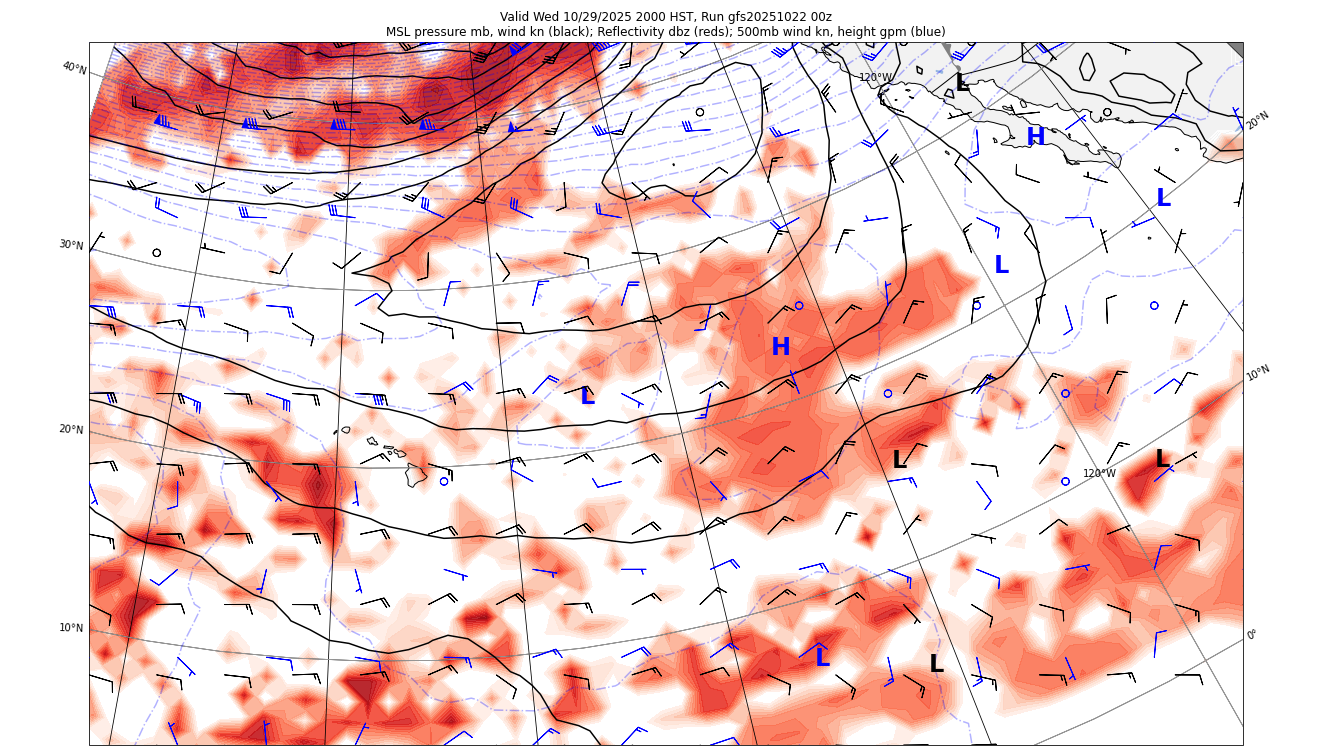 Valid Wed 10/29/2025 2000 HST, Run gfs20251022 00z
MSL pressure mb, wind kn (black); Reflectivity dbz (reds); 500mb wind kn, height gpm (blue)
40°N
120°W
L
20°N
H
L
30°N
L
H
10°N
L
20°N
L
L
120°W
10°N
0°
L
L